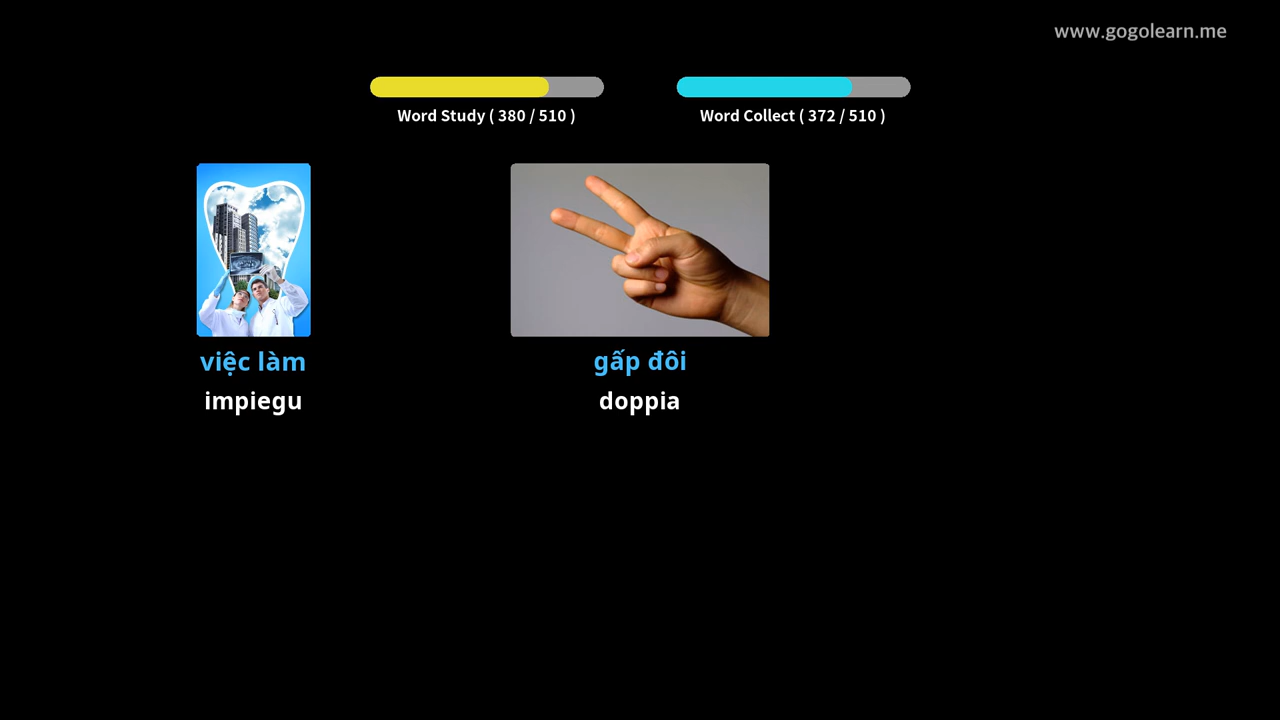 www.gogolearn.me
Word Study ( 380 / 510 )
Word Collect ( 372 / 510 )
việc làm
impiegu
gấp đôi
doppia